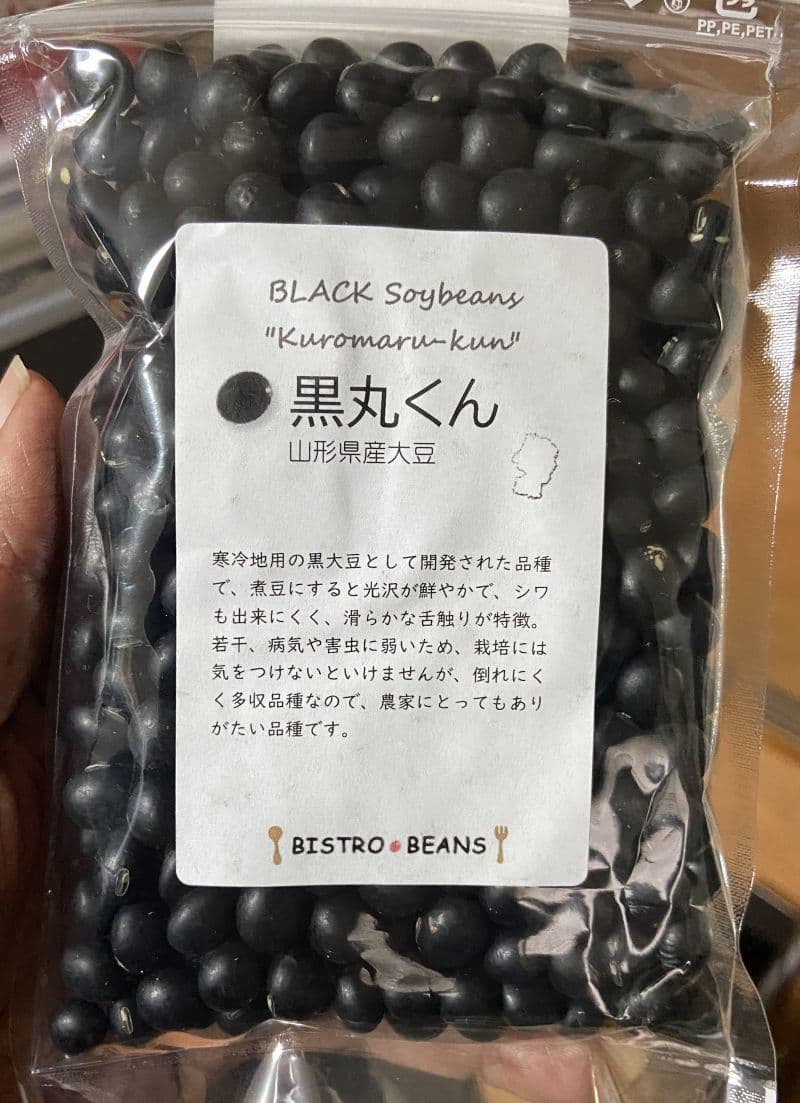 プラ
PP,PE,PET
BLACK Soybeans
"Kuromaru-kun"
黒丸くん
山形県産大豆
寒冷地用の黒大豆として開発された品種
で、煮豆にすると光沢が鮮やかで、シワ
も出来にくく、滑らかな舌触りが特徴。
若干、病気や害虫に弱いため、栽培には
気をつけないといけませんが、倒れにく
く多収品種なので、農家にとってもあり
がたい品種です。
BISTRO BEANS